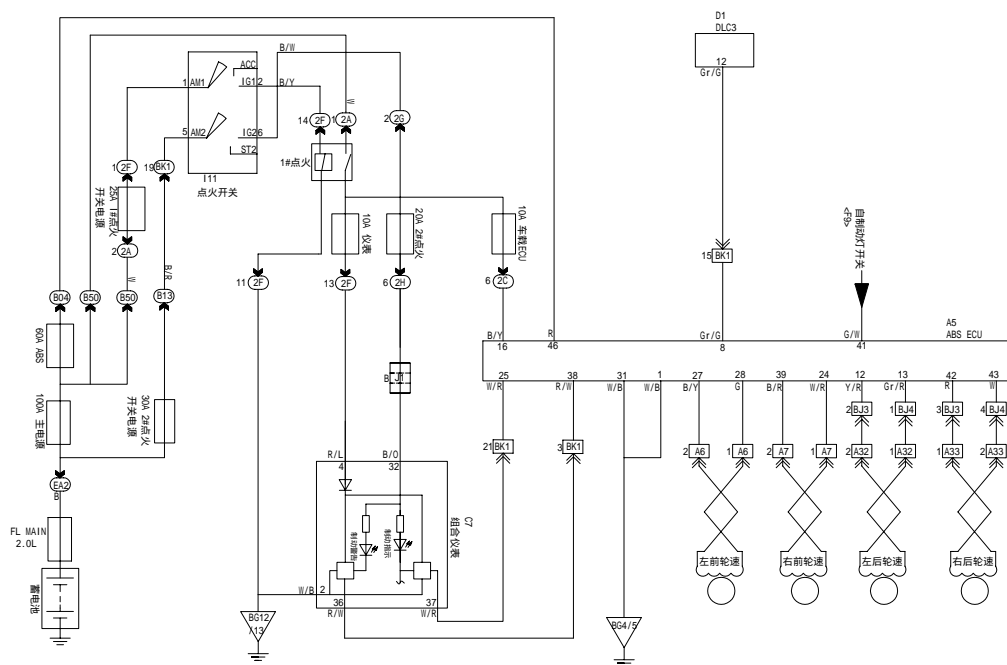 D1
DLC3
12
Gr/G
B/W
ACC
1 AM1
IG1 2 B/Y
5 AM2
IG2 6
ST2
I11
点火开关
W
14 2F
1 2A
2 2G
1#点火
1 2F
19 BK1
25A 1#点火
开关电源
2 2A
W
B/R
10A 仪表
20A 2#点火
10A 车载ECU
15 BK1
自制动灯开关
<F9>
11 2F
13 2F
6 2H
6 2C
B04
B50
B50
B13
60A ABS
100A 主电源
30A 2#点火
开关电源
B J1
B/Y
16
R
46
Gr/G
8
G/W
41
A5
ABS ECU
25
W/R
38
R/W
31
W/B
1
W/B
27
B/Y
28
G
39
B/R
24
W/R
12
Y/R
13
Gr/R
42
R
43
W
2 BJ3
1 BJ4
3 BJ3
4 BJ4
21 BK1
3 BK1
2 A6
1 A6
2 A7
1 A7
2 A32
1 A32
1 A33
2 A33
EA2
B
R/L
4
B/O
32
C7
组合仪表
制动警告
制动指示
FL MAIN
2.0L
蓄电池
左前轮速
右前轮速
左后轮速
右后轮速
W/B 2
36
R/W
37
W/R
BG12
/13
BG4/5